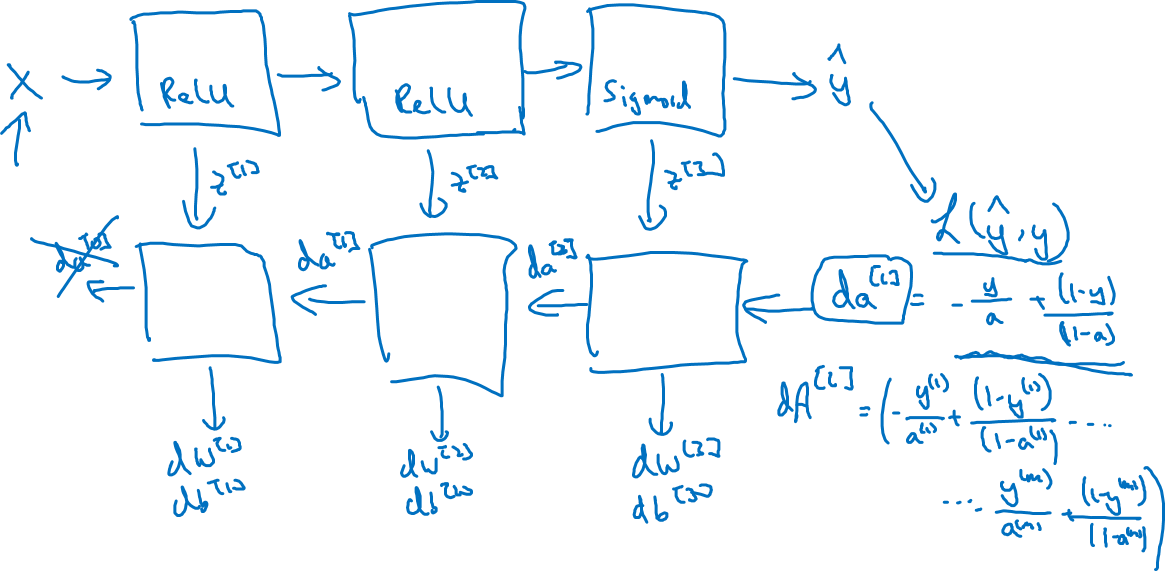 X → ReLU → ReLU → Sigmoid → ŷ
z^[1] z^[2] z^[3]
L(ŷ, y)
da^[0] da^[1] da^[2] da^[L] = - y/a + (1-y)/(1-a)
dA^[L] = (- y^(1)/a^(1) + (1-y^(1))/(1-a^(1)) ....
.... y^(m)/a^(m) + (1-y^(m))/(1-a^(m)))
dw^[1] dw^[2] dw^[3]
db^[1] db^[2] db^[3]